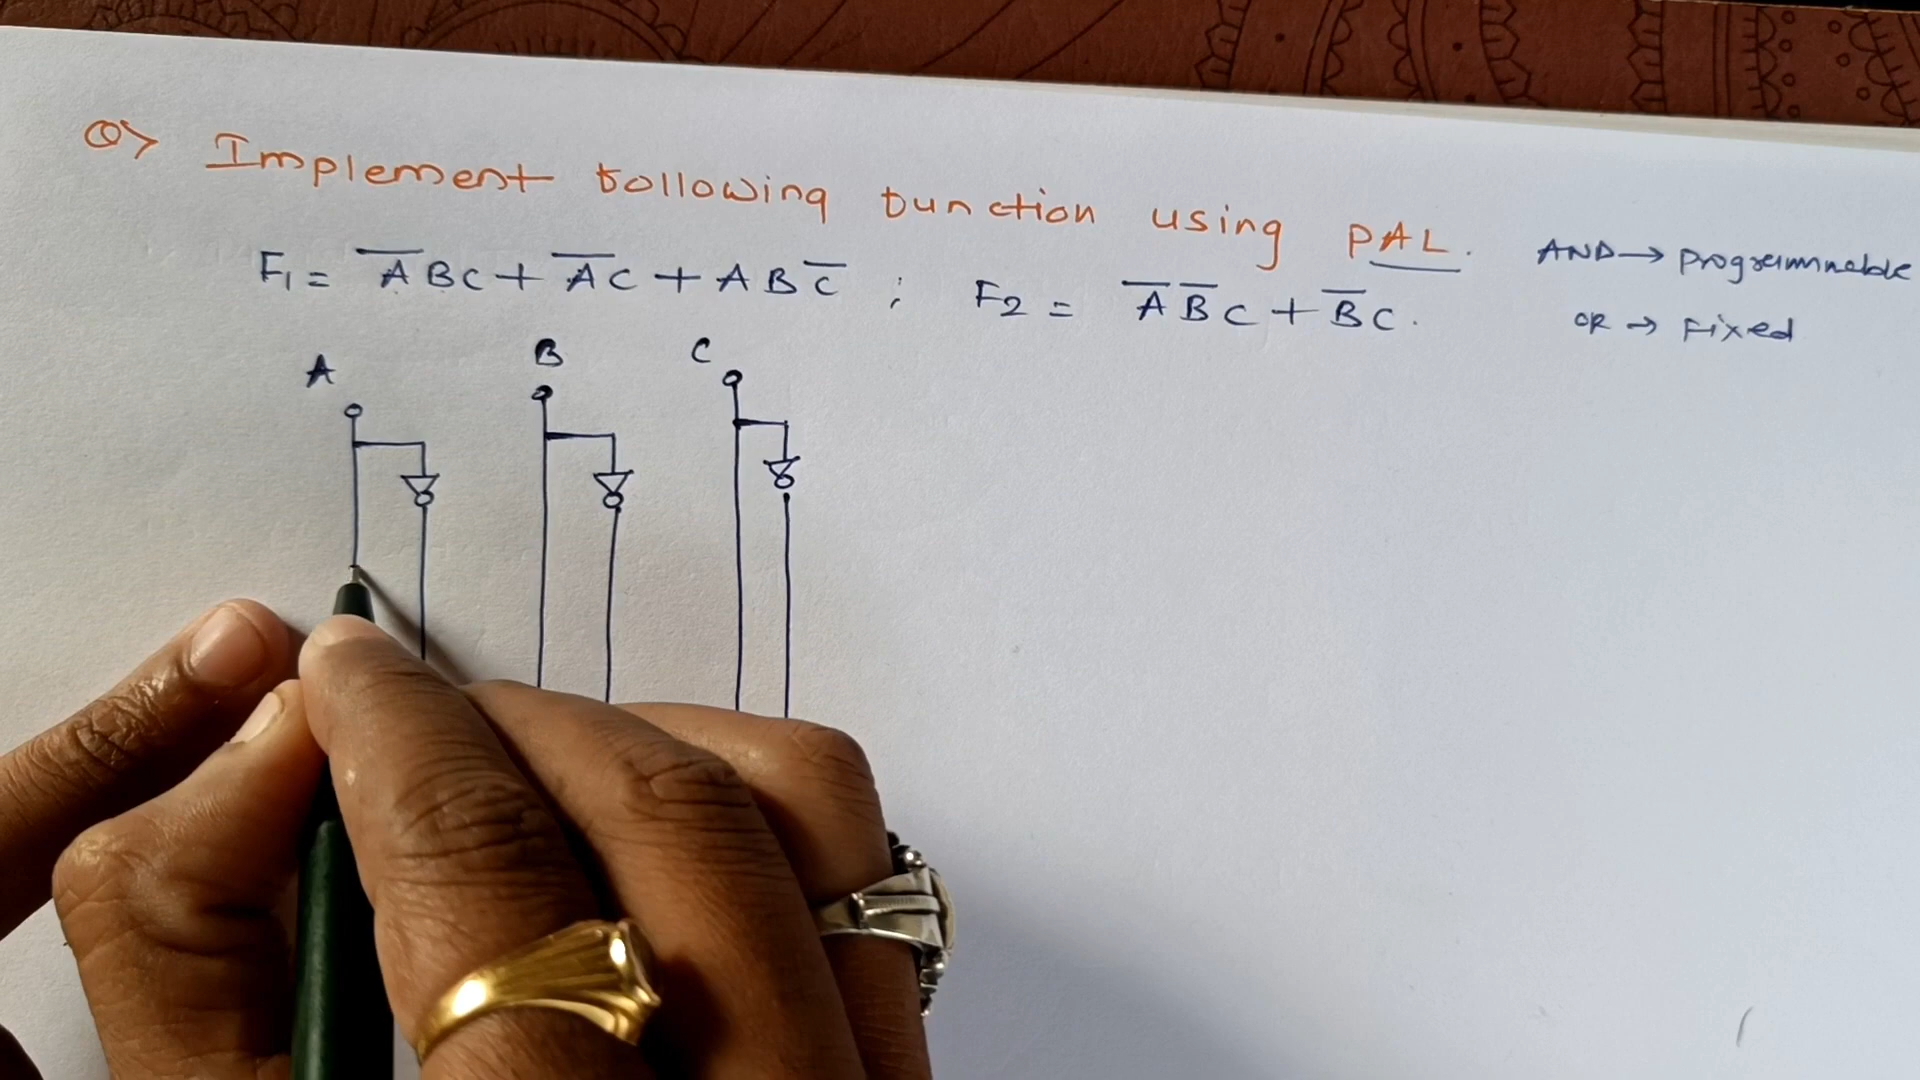 Q> Implement following function using PAL.
F₁ = A̅BC + A̅C + ABC̅ ; F₂ = A̅B̅C + B̅C.
AND → programmable
OR → Fixed
A B C